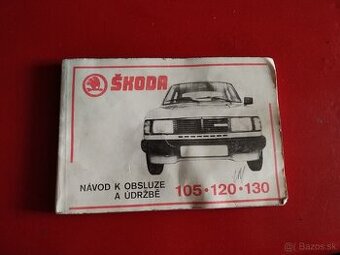 ŠKODA
NÁVOD K OBSLUZE
A ÚDRŽBĚ
105·120·130
© Bazos.sk